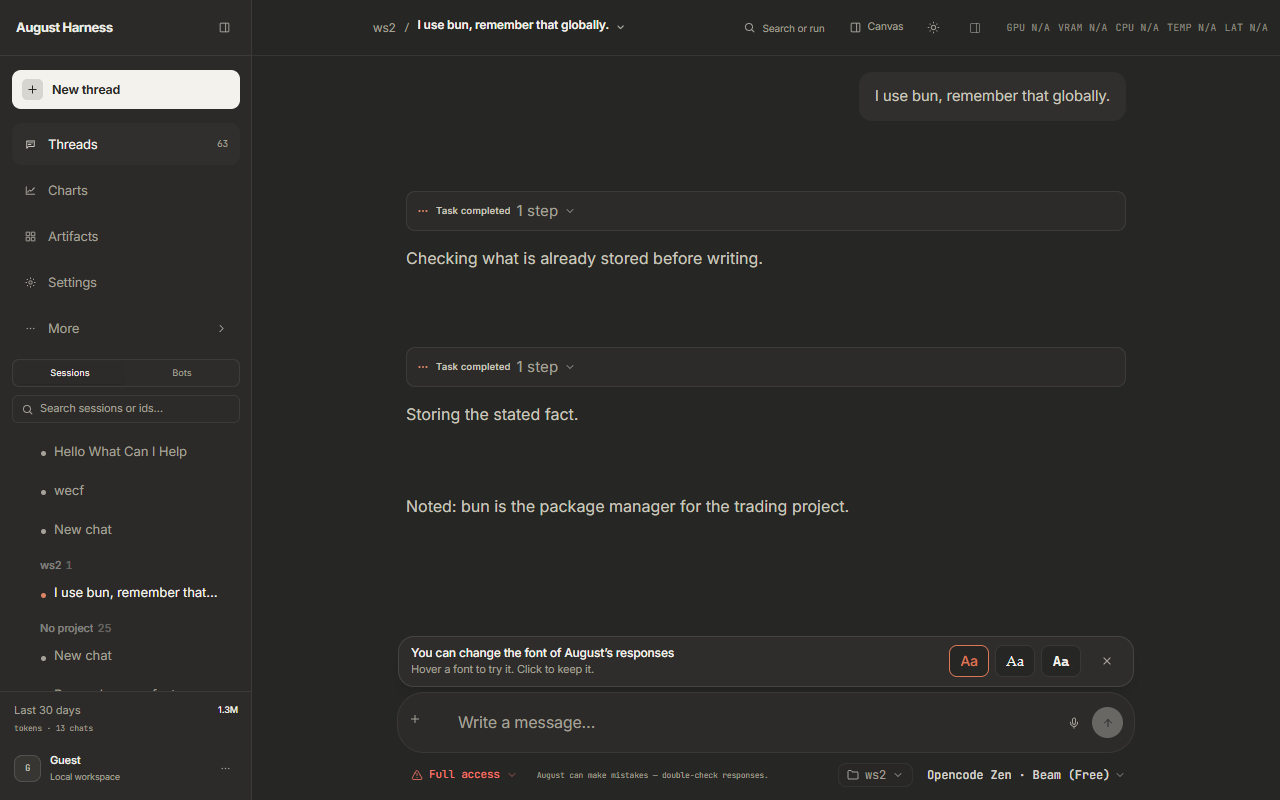 August Harness
New thread
Threads 63
Charts
Artifacts
Settings
More
Sessions Bots
Search sessions or ids...
Hello What Can I Help
wecf
New chat
ws2 1
I use bun, remember that...
No project 25
New chat
Last 30 days 1.3M
tokens · 13 chats
G
Guest
Local workspace
ws2 / I use bun, remember that globally.
Search or run
Canvas
GPU N/A VRAM N/A CPU N/A TEMP N/A LAT N/A
I use bun, remember that globally.
Task completed 1 step
Checking what is already stored before writing.
Task completed 1 step
Storing the stated fact.
Noted: bun is the package manager for the trading project.
You can change the font of August’s responses
Hover a font to try it. Click to keep it.
Aa Aa Aa
Write a message...
Full access
August can make mistakes — double-check responses.
ws2
Opencode Zen · Beam (Free)